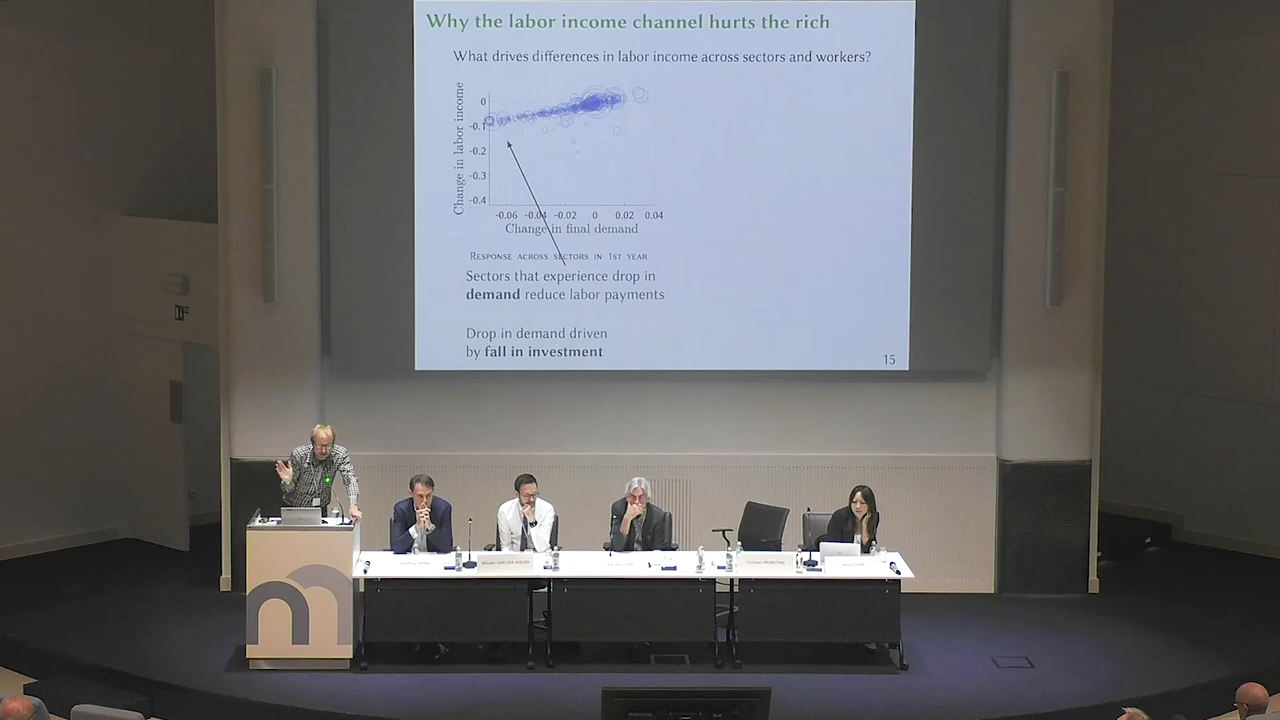 Why the labor income channel hurts the rich
What drives differences in labor income across sectors and workers?
Change in labor income
0
-0.1
-0.2
-0.3
-0.4
-0.06 -0.04 -0.02 0 0.02 0.04
Change in final demand
Response across sectors in 1st year
Sectors that experience drop in
demand reduce labor payments
Drop in demand driven
by fall in investment
15